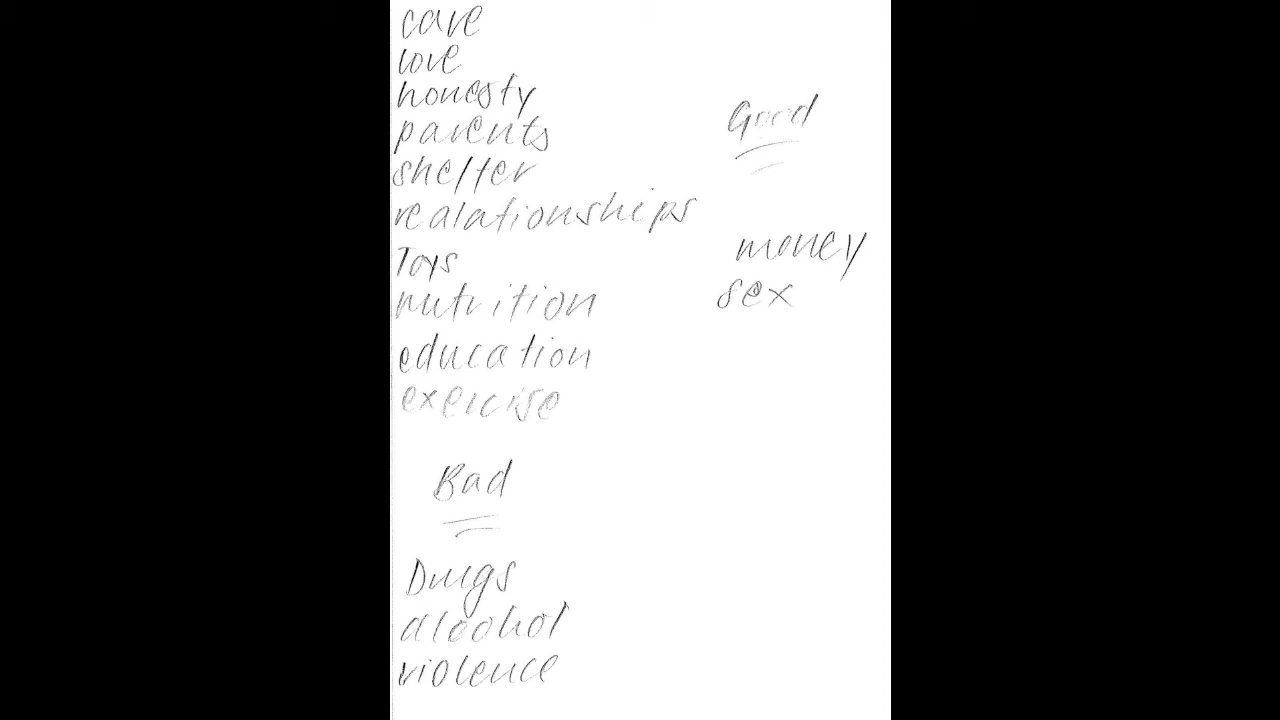 care
love
honesty
parents
shelter
realationships
Toys
nutrition
education
exercise
Good
money
sex
Bad
Drugs
alcohol
violence